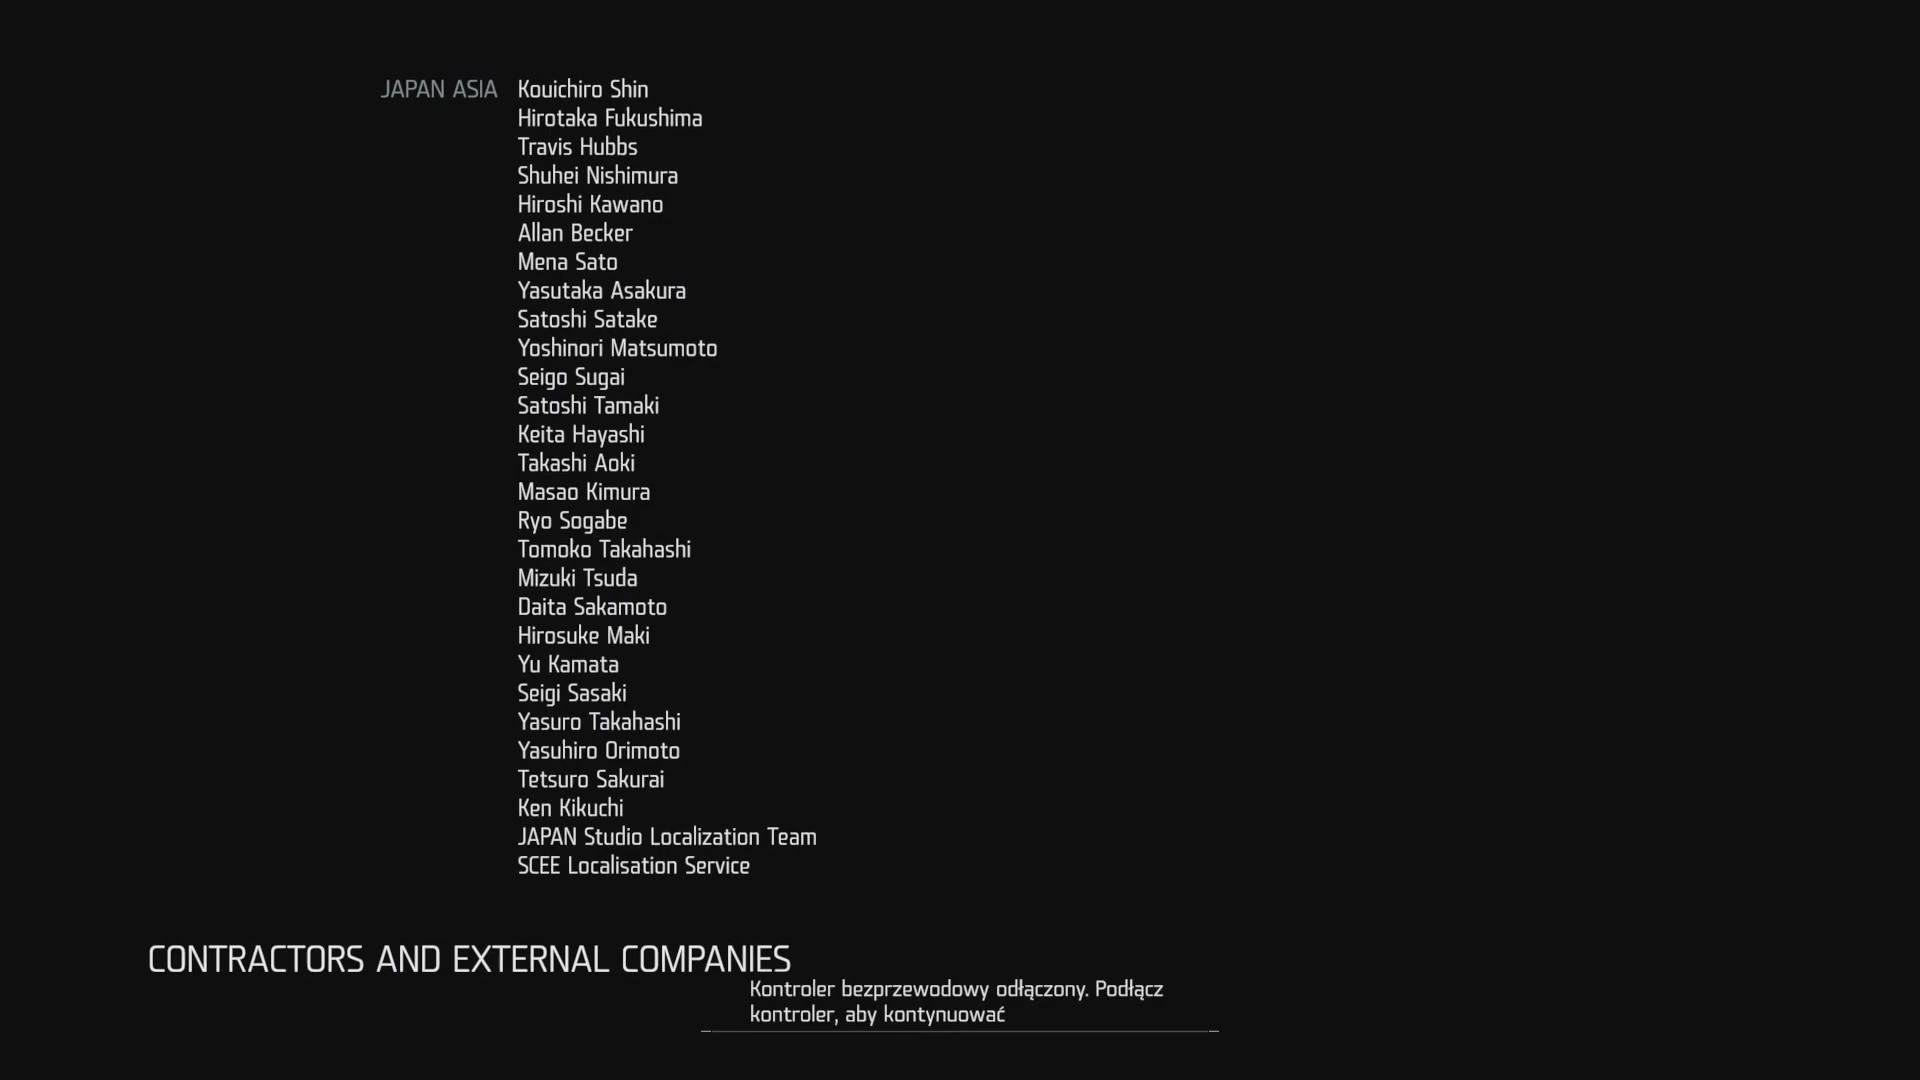 JAPAN ASIA Kouichiro Shin
Hirotaka Fukushima
Travis Hubbs
Shuhei Nishimura
Hiroshi Kawano
Allan Becker
Mena Sato
Yasutaka Asakura
Satoshi Satake
Yoshinori Matsumoto
Seigo Sugai
Satoshi Tamaki
Keita Hayashi
Takashi Aoki
Masao Kimura
Ryo Sogabe
Tomoko Takahashi
Mizuki Tsuda
Daita Sakamoto
Hirosuke Maki
Yu Kamata
Seigi Sasaki
Yasuro Takahashi
Yasuhiro Orimoto
Tetsuro Sakurai
Ken Kikuchi
JAPAN Studio Localization Team
SCEE Localisation Service
CONTRACTORS AND EXTERNAL COMPANIES
Kontroler bezprzewodowy odłączony. Podłącz
kontroler, aby kontynuować